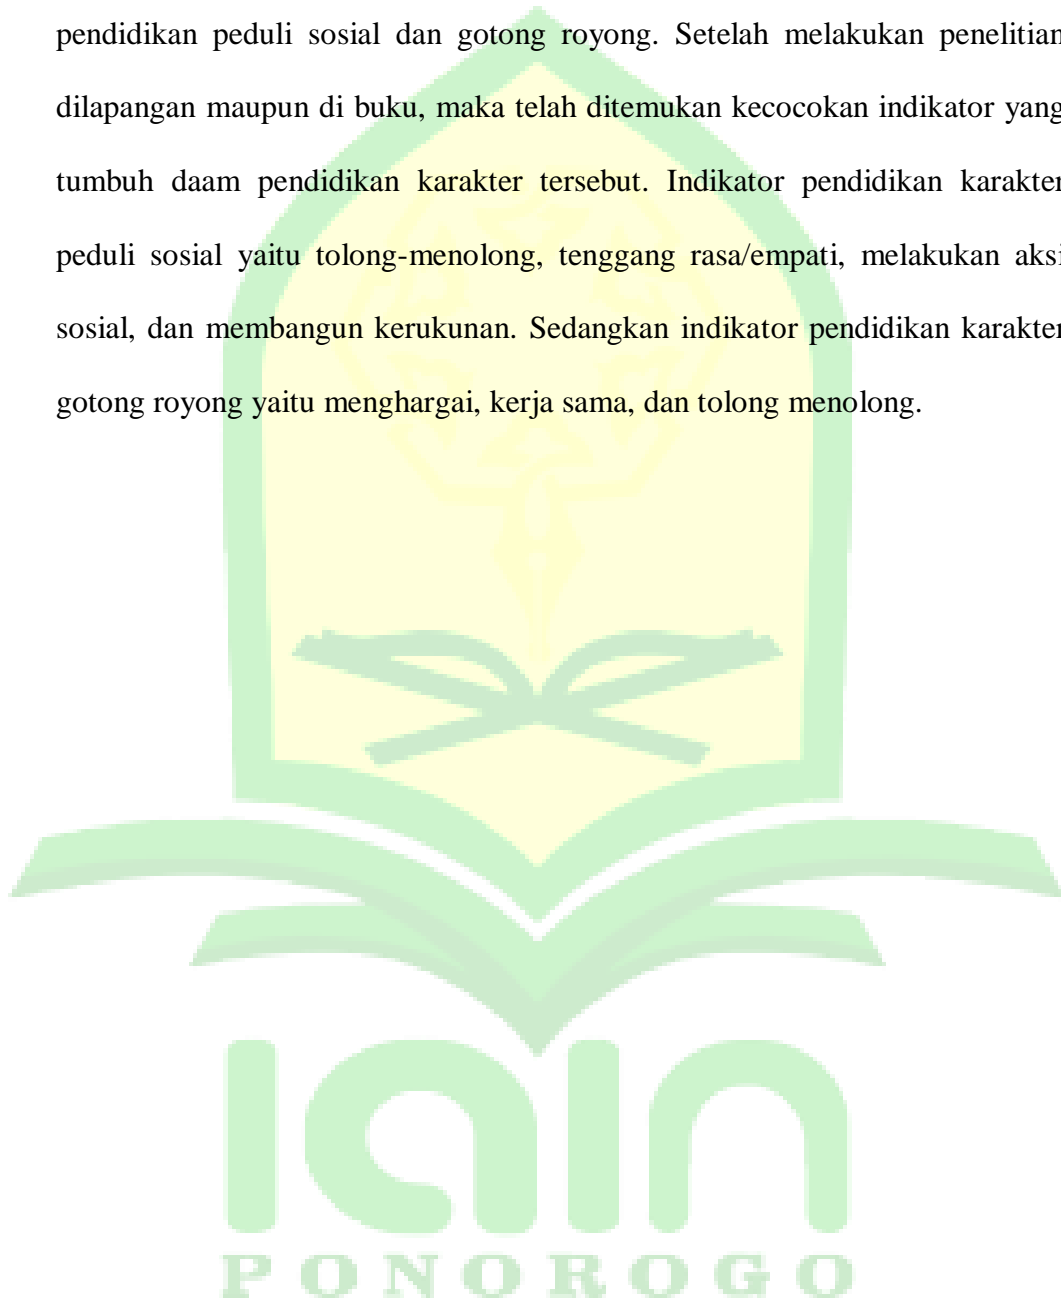 pendidikan peduli sosial dan gotong royong. Setelah melakukan penelitian
dilapangan maupun di buku, maka telah ditemukan kecocokan indikator yang
tumbuh daam pendidikan karakter tersebut. Indikator pendidikan karakter
peduli sosial yaitu tolong-menolong, tenggang rasa/empati, melakukan aksi
sosial, dan membangun kerukunan. Sedangkan indikator pendidikan karakter
gotong royong yaitu menghargai, kerja sama, dan tolong menolong.
iain
PONOROGO